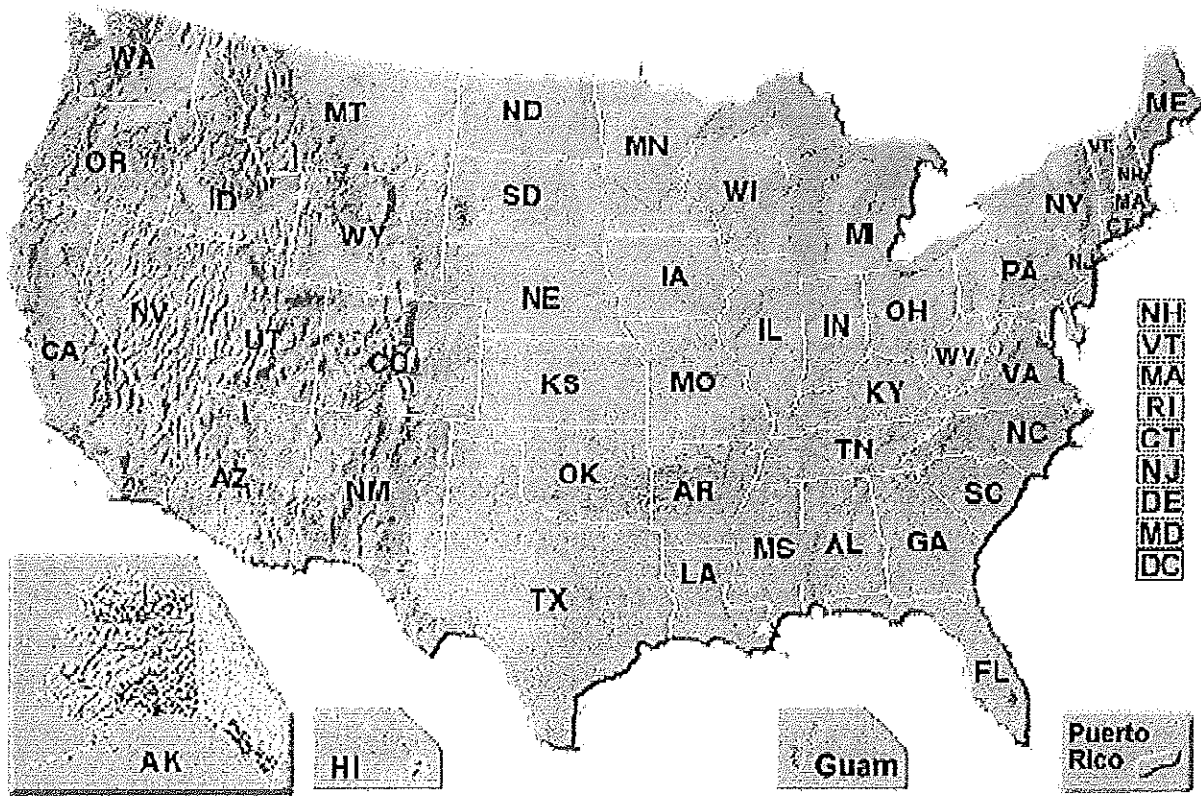 WA
MT
ND
MN
ME
OR
ID
SD
WI
VT
NH
NY
MA
CT
WY
MI
IA
PA
NJ
NV
NE
OH
CA
UT
CO
IL
IN
WV
KS
MO
KY
VA
TN
NC
AZ
NM
OK
AR
SC
MS
AL
GA
LA
TX
FL
NH
VT
MA
RI
CT
NJ
DE
MD
DC
AK
HI
Guam
Puerto
Rico